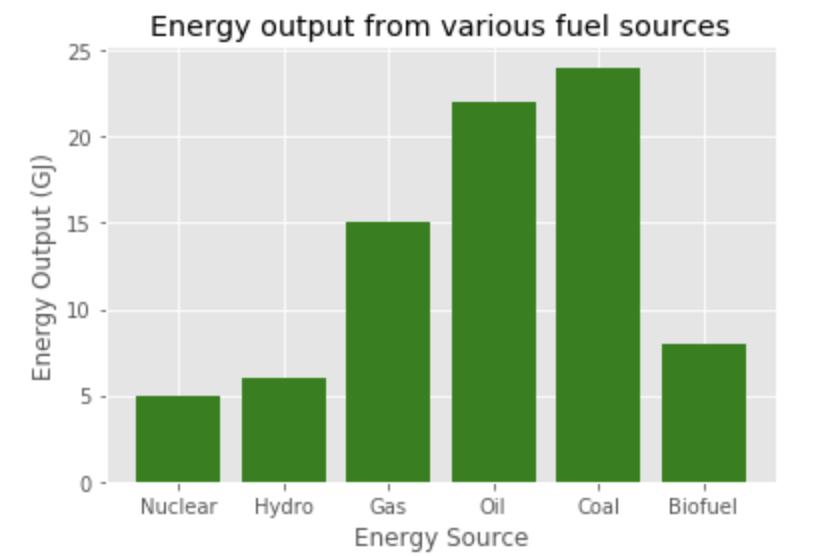 Energy output from various fuel sources
25
20
15
10
5
0
Energy Output (GJ)
Nuclear Hydro Gas Oil Coal Biofuel
Energy Source